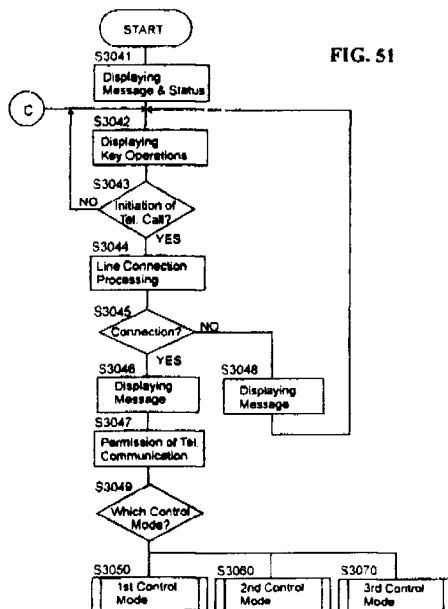 START
FIG. 51
S3041
Displaying
Message & Status
C
S3042
Displaying
Key Operations
S3043
NO
Initiation of
Tel. Call?
YES
S3044
Line Connection
Processing
S3045
Connection?
NO
YES
S3046
Displaying
Message
S3048
Displaying
Message
S3047
Permission of Tel.
Communication
S3049
Which Control
Mode?
S3050
1st Control
Mode
S3060
2nd Control
Mode
S3070
3rd Control
Mode